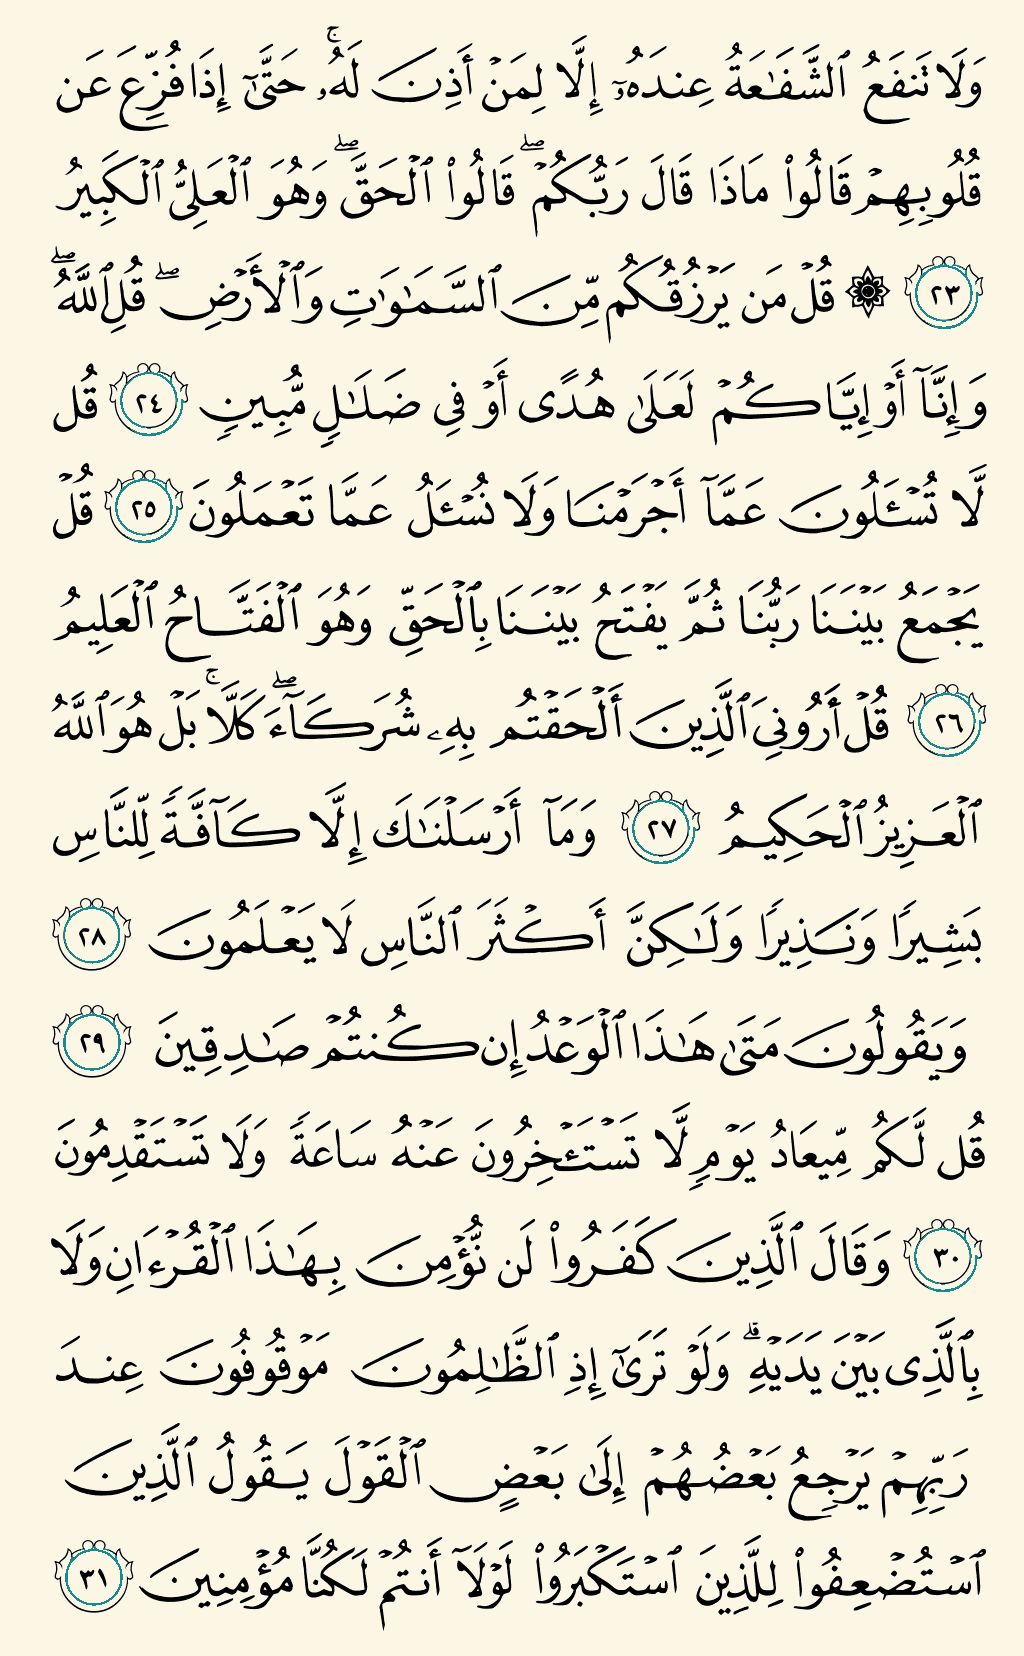 وَلَا تَنفَعُ ٱلشَّفَـٰعَةُ عِندَهُۥٓ إِلَّا لِمَنْ أَذِنَ لَهُۥ ۚ حَتَّىٰٓ إِذَا فُزِّعَ عَن
قُلُوبِهِمْ قَالُوا۟ مَاذَا قَالَ رَبُّكُمْ ۖ قَالُوا۟ ٱلْحَقَّ ۖ وَهُوَ ٱلْعَلِىُّ ٱلْكَبِيرُ
٢٣ ۞ قُلْ مَن يَرْزُقُكُم مِّنَ ٱلسَّمَـٰوَٰتِ وَٱلْأَرْضِ ۖ قُلِ ٱللَّهُ ۖ
وَإِنَّآ أَوْ إِيَّاكُمْ لَعَلَىٰ هُدًى أَوْ فِى ضَلَـٰلٍ مُّبِينٍ ٢٤ قُل
لَّا تُسْـَٔلُونَ عَمَّآ أَجْرَمْنَا وَلَا نُسْـَٔلُ عَمَّا تَعْمَلُونَ ٢٥ قُلْ
يَجْمَعُ بَيْنَنَا رَبُّنَا ثُمَّ يَفْتَحُ بَيْنَنَا بِٱلْحَقِّ وَهُوَ ٱلْفَتَّاحُ ٱلْعَلِيمُ
٢٦ قُلْ أَرُونِىَ ٱلَّذِينَ أَلْحَقْتُم بِهِۦ شُرَكَآءَ ۖ كَلَّا ۚ بَلْ هُوَ ٱللَّهُ
ٱلْعَزِيزُ ٱلْحَكِيمُ ٢٧ وَمَآ أَرْسَلْنَـٰكَ إِلَّا كَآفَّةً لِّلنَّاسِ
بَشِيرًا وَنَذِيرًا وَلَـٰكِنَّ أَكْثَرَ ٱلنَّاسِ لَا يَعْلَمُونَ ٢٨
وَيَقُولُونَ مَتَىٰ هَـٰذَا ٱلْوَعْدُ إِن كُنتُمْ صَـٰدِقِينَ ٢٩
قُل لَّكُم مِّيعَادُ يَوْمٍ لَّا تَسْتَـْٔخِرُونَ عَنْهُ سَاعَةً وَلَا تَسْتَقْدِمُونَ
٣٠ وَقَالَ ٱلَّذِينَ كَفَرُوا۟ لَن نُّؤْمِنَ بِهَـٰذَا ٱلْقُرْءَانِ وَلَا
بِٱلَّذِى بَيْنَ يَدَيْهِ ۗ وَلَوْ تَرَىٰٓ إِذِ ٱلظَّـٰلِمُونَ مَوْقُوفُونَ عِندَ
رَبِّهِمْ يَرْجِعُ بَعْضُهُمْ إِلَىٰ بَعْضٍ ٱلْقَوْلَ يَقُولُ ٱلَّذِينَ
ٱسْتُضْعِفُوا۟ لِلَّذِينَ ٱسْتَكْبَرُوا۟ لَوْلَآ أَنتُمْ لَكُنَّا مُؤْمِنِينَ ٣١